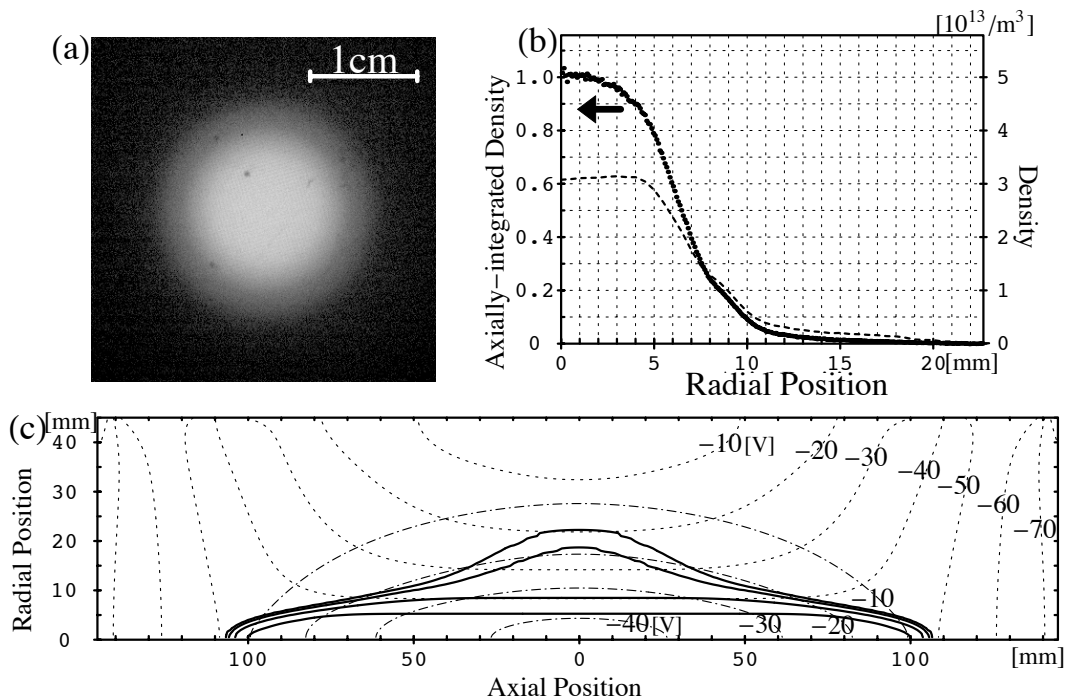 (a)
1cm
(b)
[10^13/m^3]
Axially-integrated Density
1.0
0.8
0.6
0.4
0.2
0
5
4
3
2
1
0
Density
0 5 10 15 20 [mm]
Radial Position
(c)
[mm]
40
30
20
10
0
Radial Position
-10[V]
-20
-30
-40
-50
-60
-70
-10
-40[V]
-30
-20
100 50 0 50 100 [mm]
Axial Position